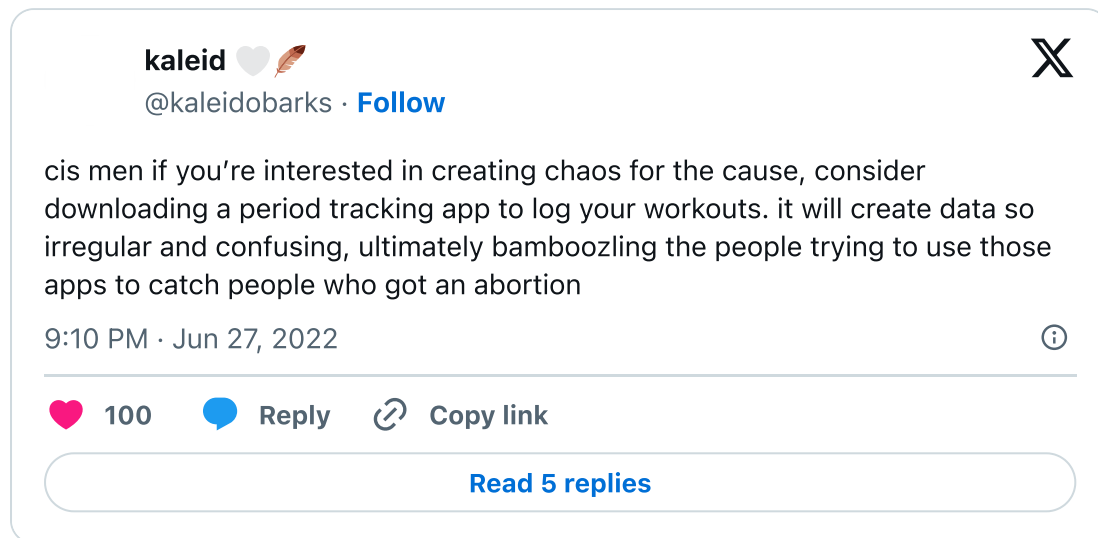 kaleid 🤍🪶
@kaleidobarks · Follow
cis men if you’re interested in creating chaos for the cause, consider
downloading a period tracking app to log your workouts. it will create data so
irregular and confusing, ultimately bamboozling the people trying to use those
apps to catch people who got an abortion
9:10 PM · Jun 27, 2022
100 Reply Copy link
Read 5 replies